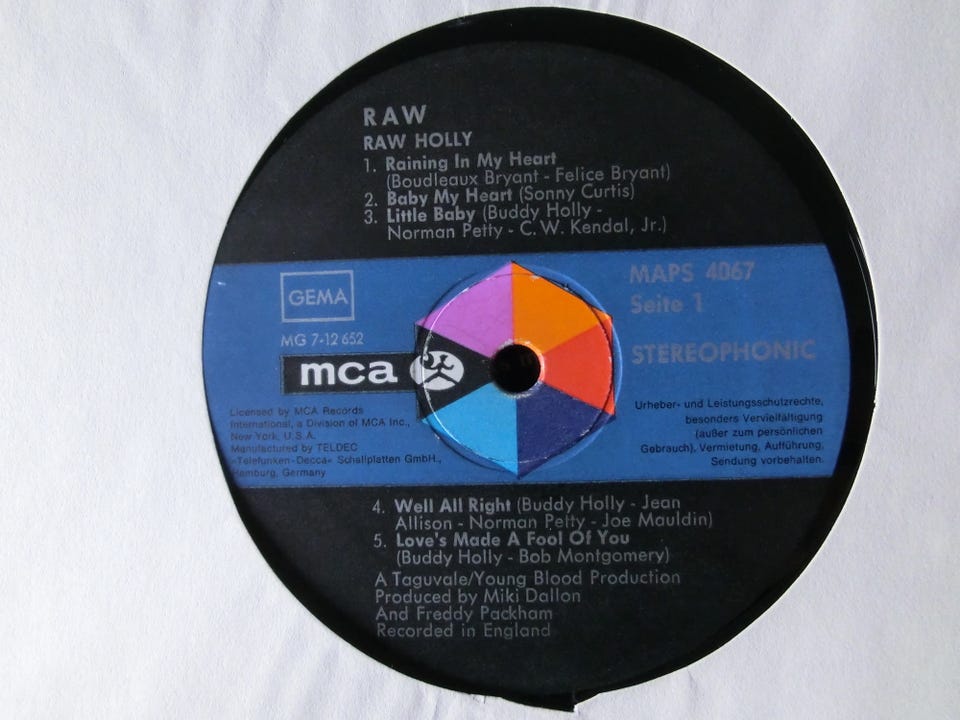 RAW
RAW HOLLY
1. Raining In My Heart
(Boudleaux Bryant - Felice Bryant)
2. Baby My Heart (Sonny Curtis)
3. Little Baby (Buddy Holly -
Norman Petty - C. W. Kendal, Jr.)
GEMA
MG 7-12 652
mca
Licensed by MCA Records
International, a Division of MCA Inc.,
New York, U.S.A.
Manufactured by TELDEC
»Telefunken-Decca« Schallplatten GmbH.,
Hamburg, Germany
MAPS 4067
Seite 1
STEREOPHONIC
Urheber- und Leistungsschutzrechte,
besonders Vervielfältigung
(außer zum persönlichen
Gebrauch), Vermietung, Aufführung,
Sendung vorbehalten.
4. Well All Right (Buddy Holly - Jean
Allison - Norman Petty - Joe Mauldin)
5. Love's Made A Fool Of You
(Buddy Holly - Bob Montgomery)
A Taguvale/Young Blood Production
Produced by Miki Dallon
And Freddy Packham
Recorded in England